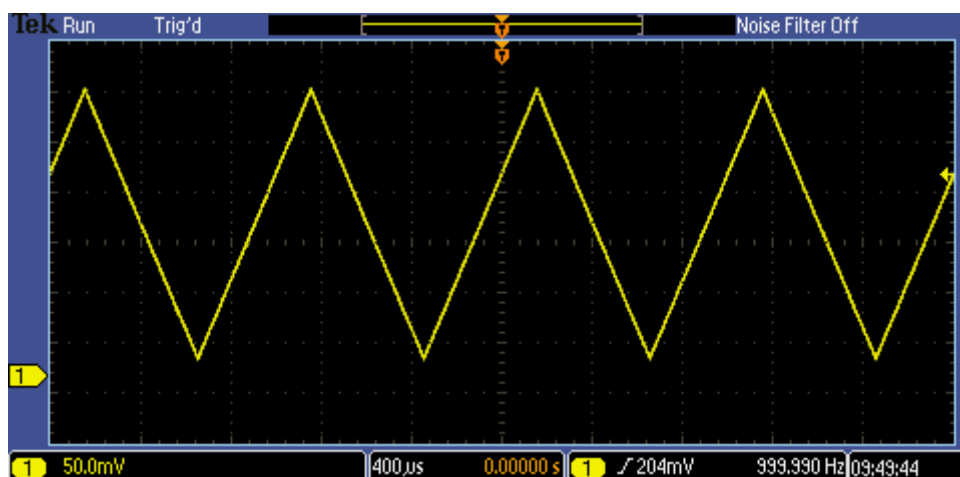 Tek Run Trig'd Noise Filter Off
T
T
1
1 50.0mV 400µs 0.00000 s 1 204mV 999.990 Hz 09:49:44